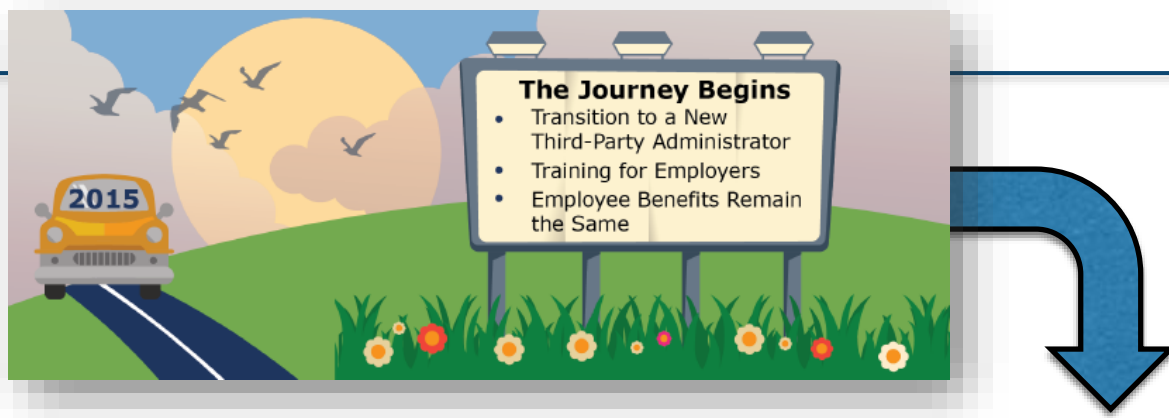 2015
The Journey Begins
• Transition to a New
Third-Party Administrator
• Training for Employers
• Employee Benefits Remain
the Same